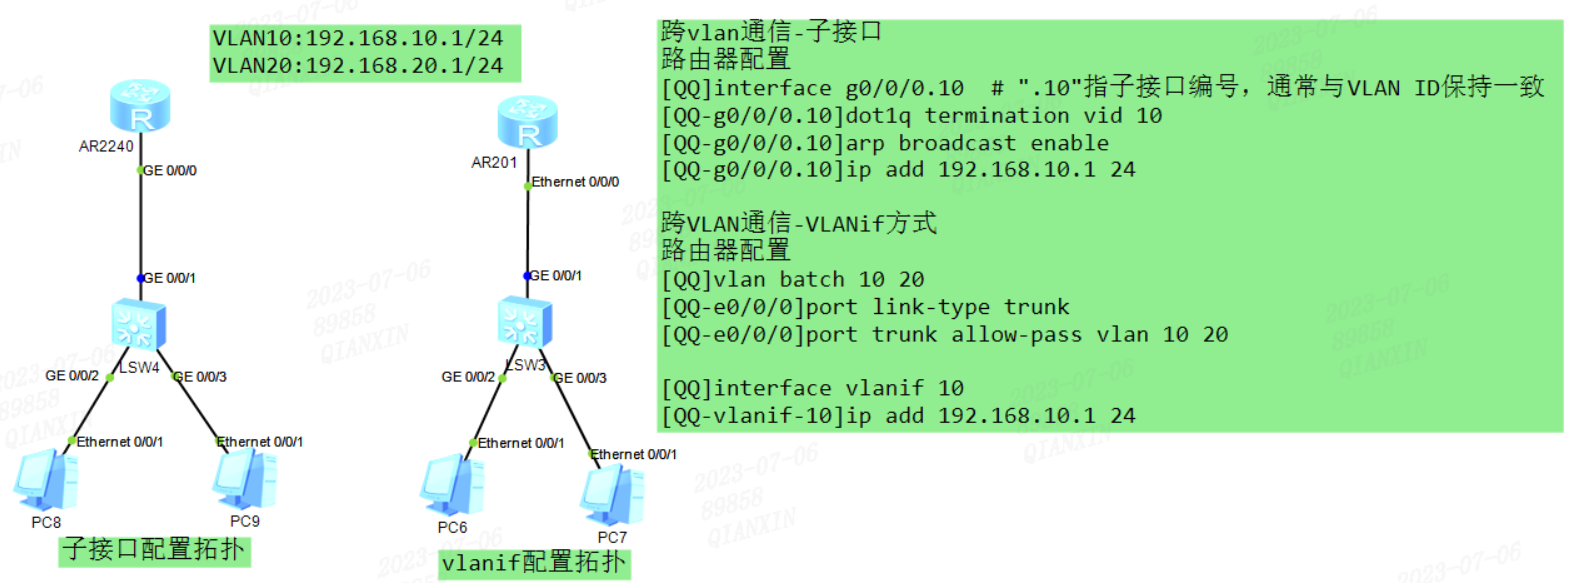 VLAN10:192.168.10.1/24
VLAN20:192.168.20.1/24
R
AR2240
GE 0/0/0
GE 0/0/1
LSW4
GE 0/0/2
GE 0/0/3
Ethernet 0/0/1
Ethernet 0/0/1
PC8
PC9
子接口配置拓扑
R
AR201
Ethernet 0/0/0
GE 0/0/1
LSW3
GE 0/0/2
GE 0/0/3
Ethernet 0/0/1
Ethernet 0/0/1
PC6
PC7
vlanif配置拓扑
跨vlan通信-子接口
路由器配置
[QQ]interface g0/0/0.10 # ".10"指子接口编号，通常与VLAN ID保持一致
[QQ-g0/0/0.10]dot1q termination vid 10
[QQ-g0/0/0.10]arp broadcast enable
[QQ-g0/0/0.10]ip add 192.168.10.1 24
跨VLAN通信-VLANif方式
路由器配置
[QQ]vlan batch 10 20
[QQ-e0/0/0]port link-type trunk
[QQ-e0/0/0]port trunk allow-pass vlan 10 20
[QQ]interface vlanif 10
[QQ-vlanif-10]ip add 192.168.10.1 24
2023-07-06
89858
QIANXIN
2023-07-06
89858
QIANXIN
2023-07-06
89858
QIANXIN